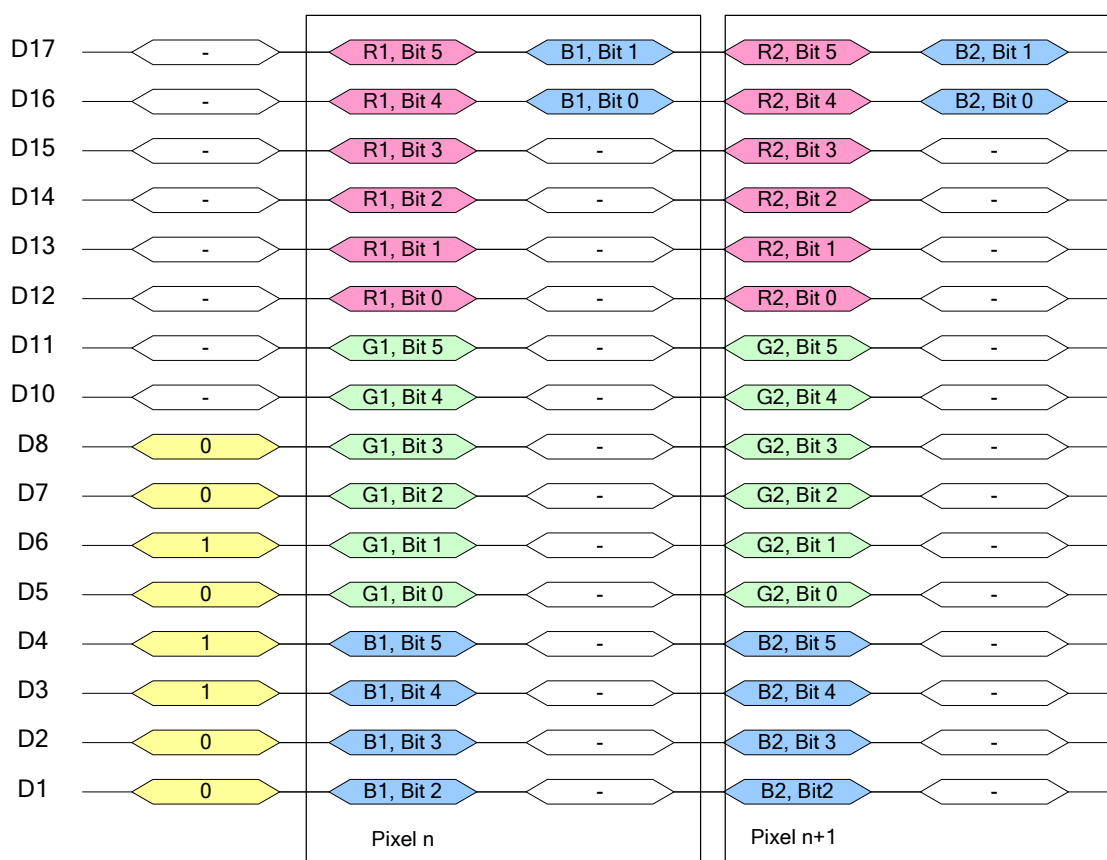 D17 - R1, Bit 5 B1, Bit 1 R2, Bit 5 B2, Bit 1
D16 - R1, Bit 4 B1, Bit 0 R2, Bit 4 B2, Bit 0
D15 - R1, Bit 3 - R2, Bit 3 -
D14 - R1, Bit 2 - R2, Bit 2 -
D13 - R1, Bit 1 - R2, Bit 1 -
D12 - R1, Bit 0 - R2, Bit 0 -
D11 - G1, Bit 5 - G2, Bit 5 -
D10 - G1, Bit 4 - G2, Bit 4 -
D8 0 G1, Bit 3 - G2, Bit 3 -
D7 0 G1, Bit 2 - G2, Bit 2 -
D6 1 G1, Bit 1 - G2, Bit 1 -
D5 0 G1, Bit 0 - G2, Bit 0 -
D4 1 B1, Bit 5 - B2, Bit 5 -
D3 1 B1, Bit 4 - B2, Bit 4 -
D2 0 B1, Bit 3 - B2, Bit 3 -
D1 0 B1, Bit 2 - B2, Bit2 -
Pixel n Pixel n+1